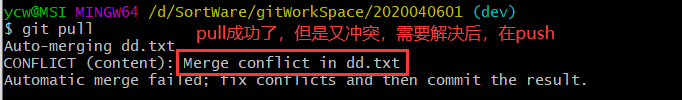 ycw@MSI MINGW64 /d/SortWare/gitWorkSpace/2020040601 (dev)
$ git pull
Auto-merging dd.txt
pull成功了，但是又冲突，需要解决后，在push
CONFLICT (content): Merge conflict in dd.txt
Automatic merge failed; fix conflicts and then commit the result.